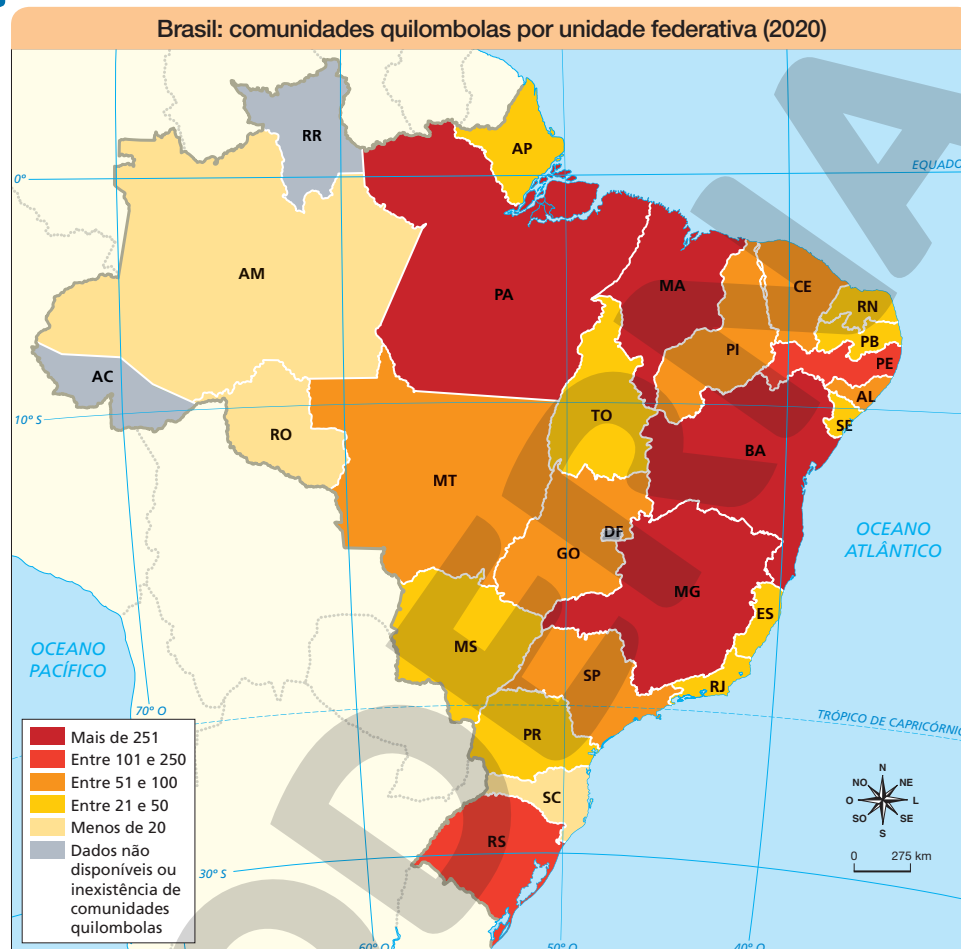 Brasil: comunidades quilombolas por unidade federativa (2020)
RR
AP
EQUADO
0°
AM
PA
MA
CE
RN
PB
PI
PE
AC
AL
TO
SE
10° S
RO
BA
MT
DF
GO
OCEANO
ATLÂNTICO
MG
ES
MS
OCEANO
PACÍFICO
SP
RJ
70° O
TRÓPICO DE CAPRICÓRNIO
PR
Mais de 251
Entre 101 e 250
Entre 51 e 100
Entre 21 e 50
Menos de 20
Dados não
disponíveis ou
inexistência de
comunidades
quilombolas
SC
RS
30° S
N
NO NE
O L
SO SE
S
0 275 km
60° O
50° O
40° O